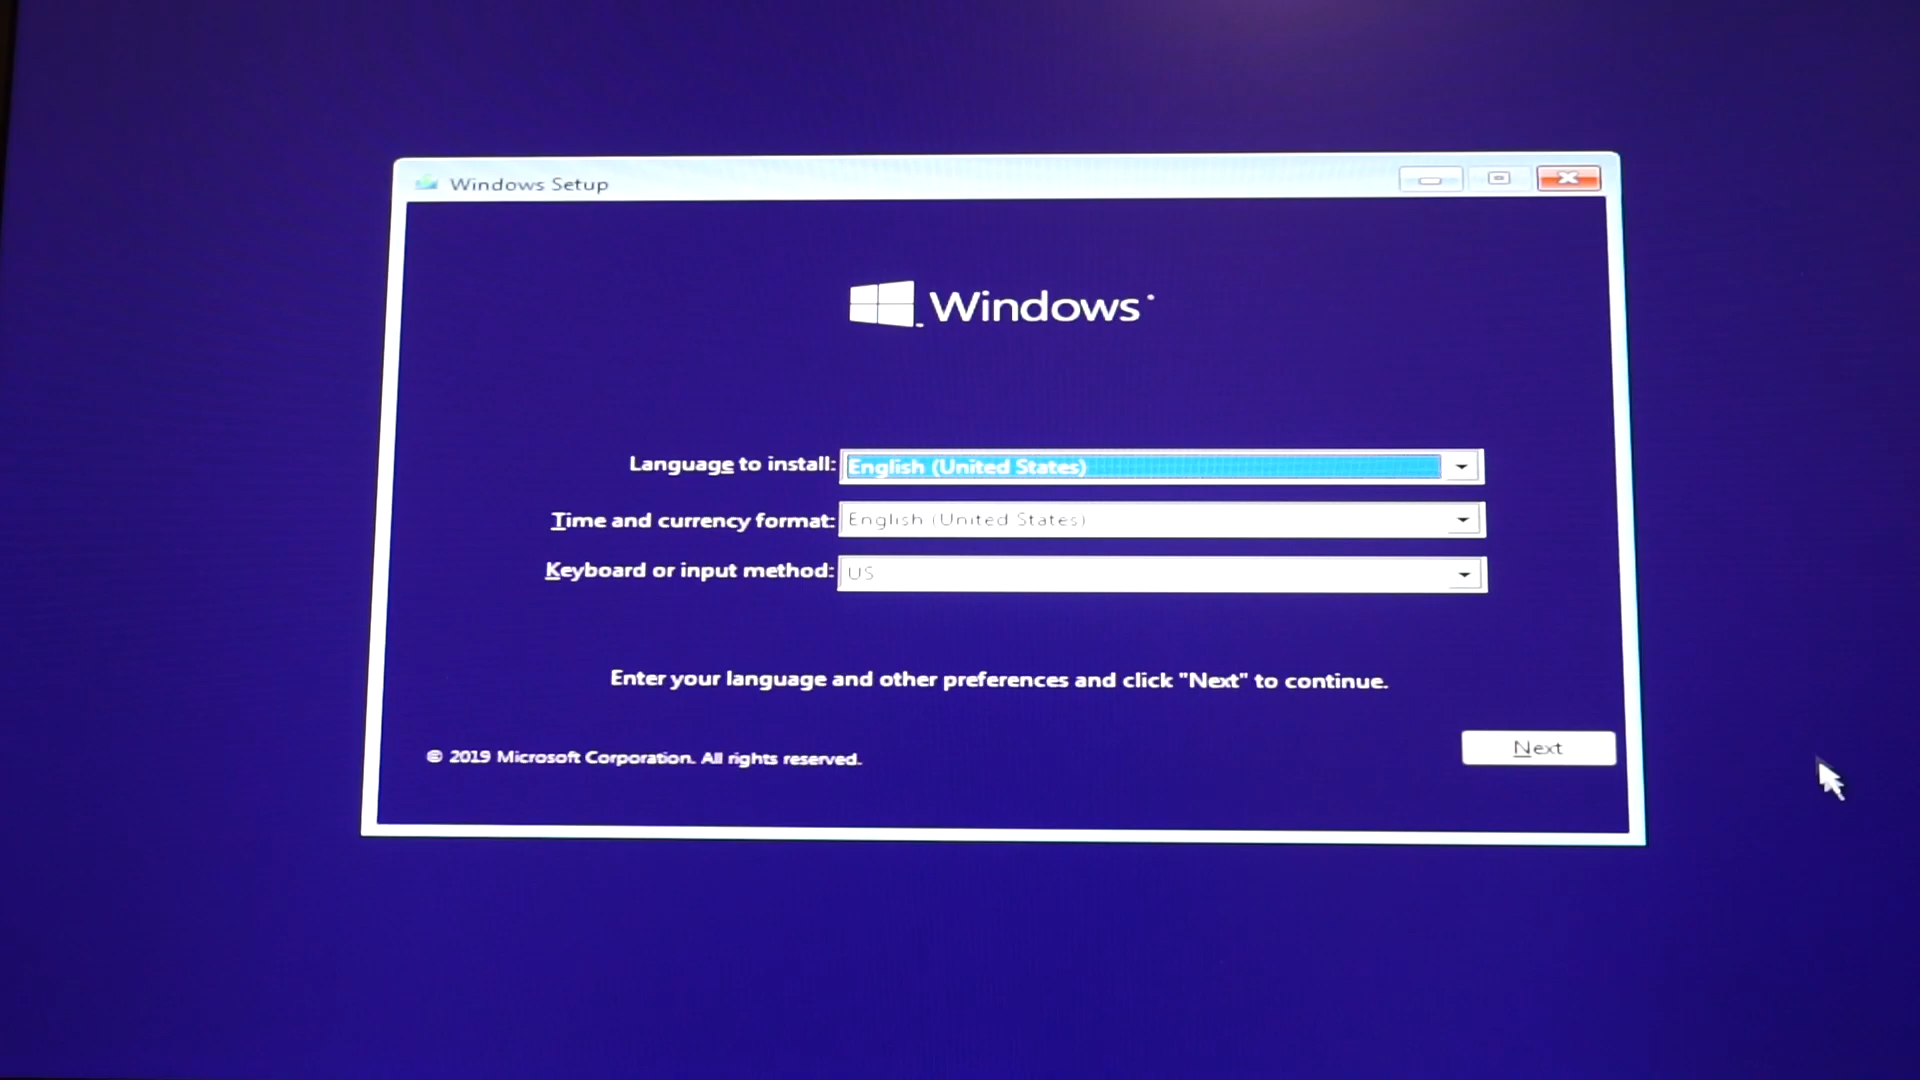 Windows Setup
Windows
Language to install: English (United States)
Time and currency format: English (United States)
Keyboard or input method: US
Enter your language and other preferences and click "Next" to continue.
© 2019 Microsoft Corporation. All rights reserved.
Next